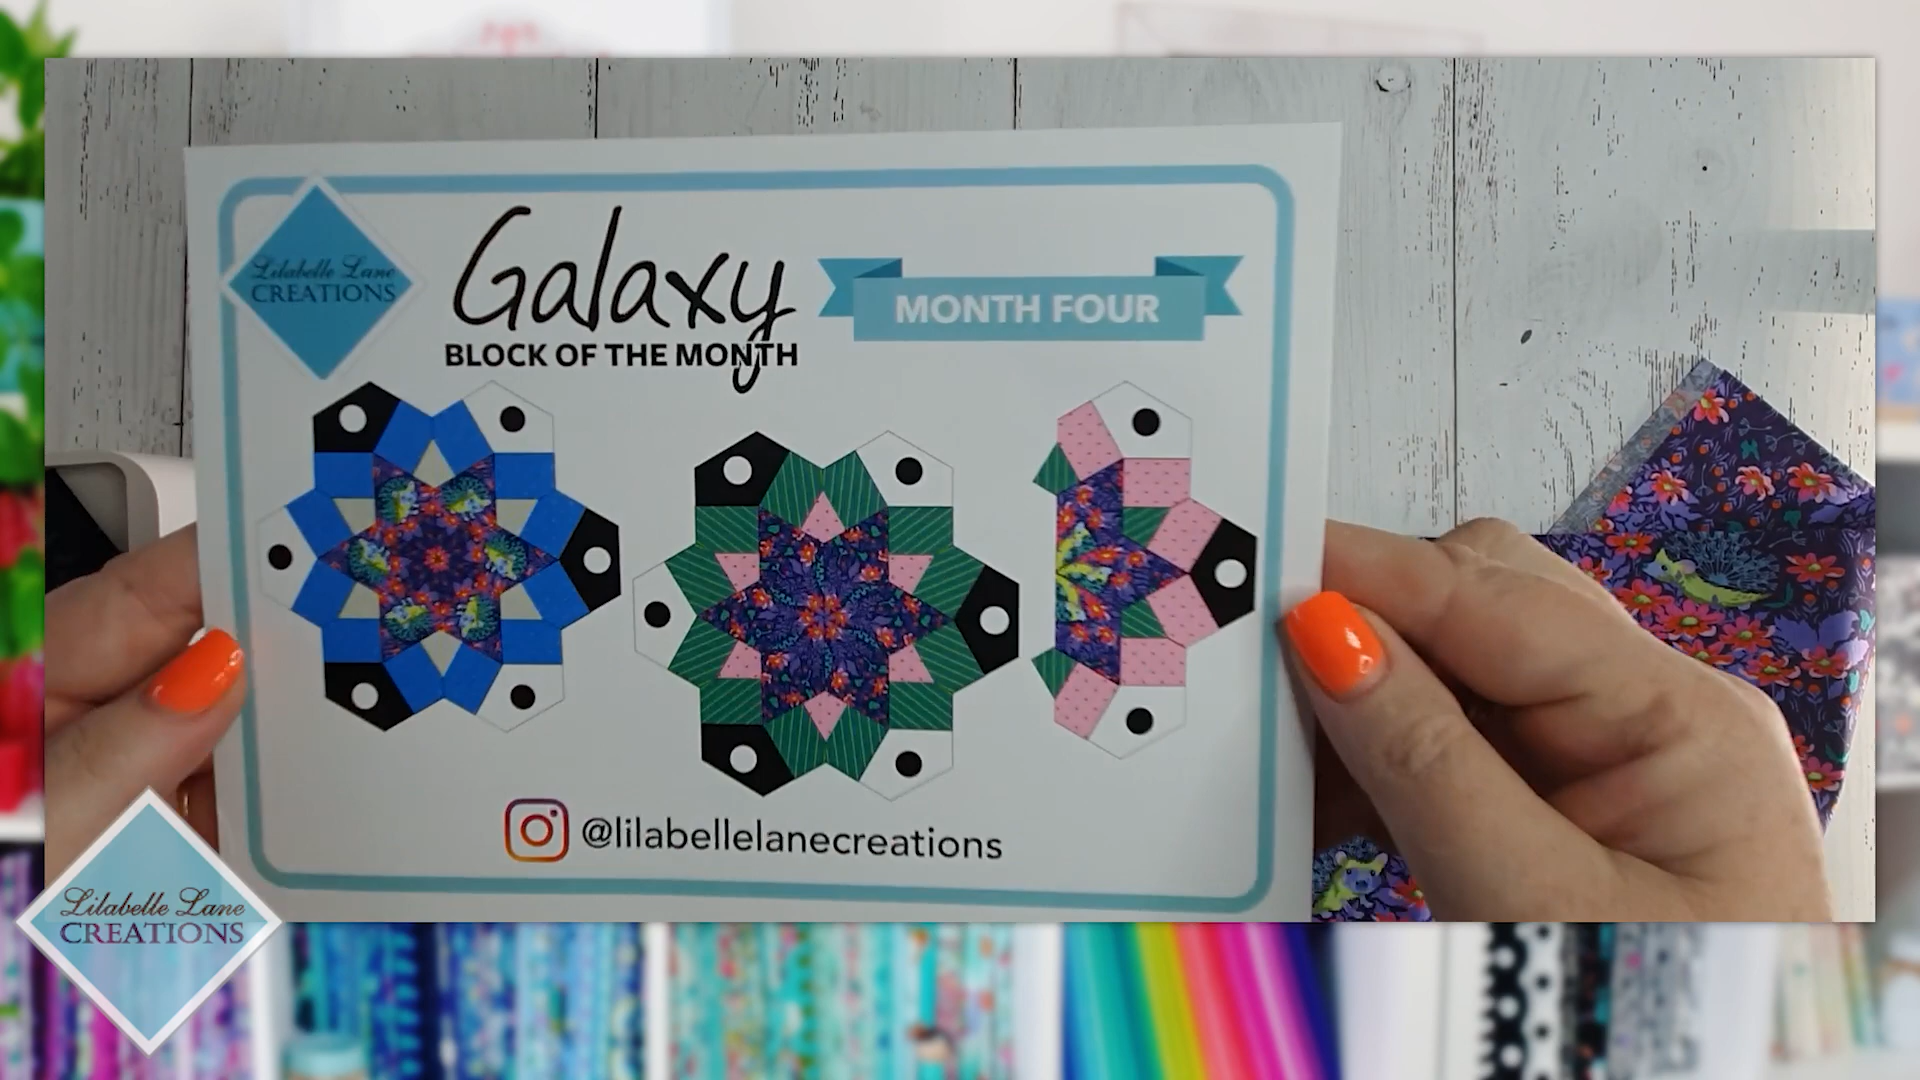 Lilabelle Lane
CREATIONS
Galaxy
BLOCK OF THE MONTH
MONTH FOUR
@lilabellelanecreations
Lilabelle Lane
CREATIONS